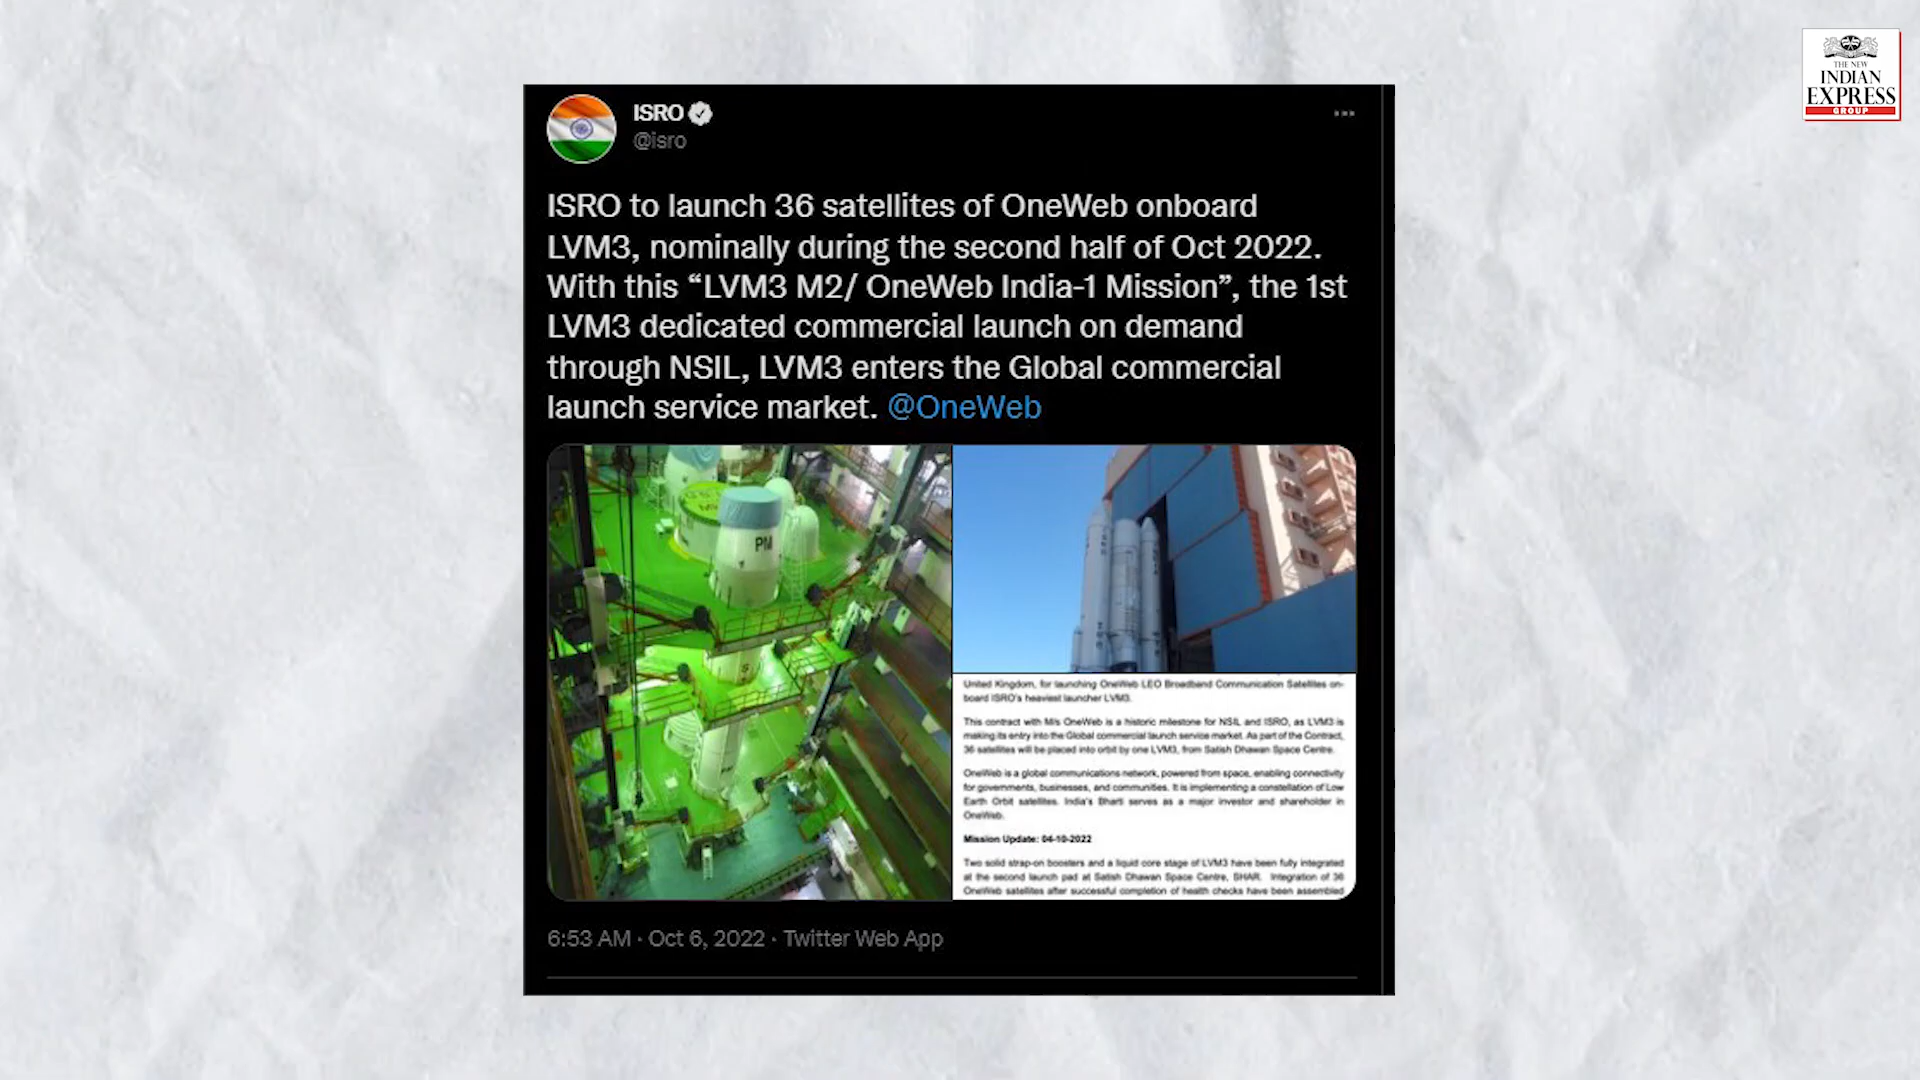 THE NEW
INDIAN
EXPRESS
GROUP
ISRO
@isro
ISRO to launch 36 satellites of OneWeb onboard
LVM3, nominally during the second half of Oct 2022.
With this “LVM3 M2/ OneWeb India-1 Mission”, the 1st
LVM3 dedicated commercial launch on demand
through NSIL, LVM3 enters the Global commercial
launch service market. @OneWeb
PM
S
United Kingdom, for launching OneWeb LEO Broadband Communication Satellites on-
board ISRO's heaviest launcher LVM3.
This contract with M/s OneWeb is a historic milestone for NSIL and ISRO, as LVM3 is
making its entry into the Global commercial launch service market. As part of the Contract,
36 satellites will be placed into orbit by one LVM3, from Satish Dhawan Space Centre.
OneWeb is a global communications network, powered from space, enabling connectivity
for governments, businesses, and communities. It is implementing a constellation of Low
Earth Orbit satellites. India's Bharti serves as a major investor and shareholder in
OneWeb.
Mission Update: 04-10-2022
Two solid strap-on boosters and a liquid core stage of LVM3 have been fully integrated
at the second launch pad at Satish Dhawan Space Centre, SHAR. Integration of 36
OneWeb satellites after successful completion of health checks have been assembled
6:53 AM · Oct 6, 2022 · Twitter Web App